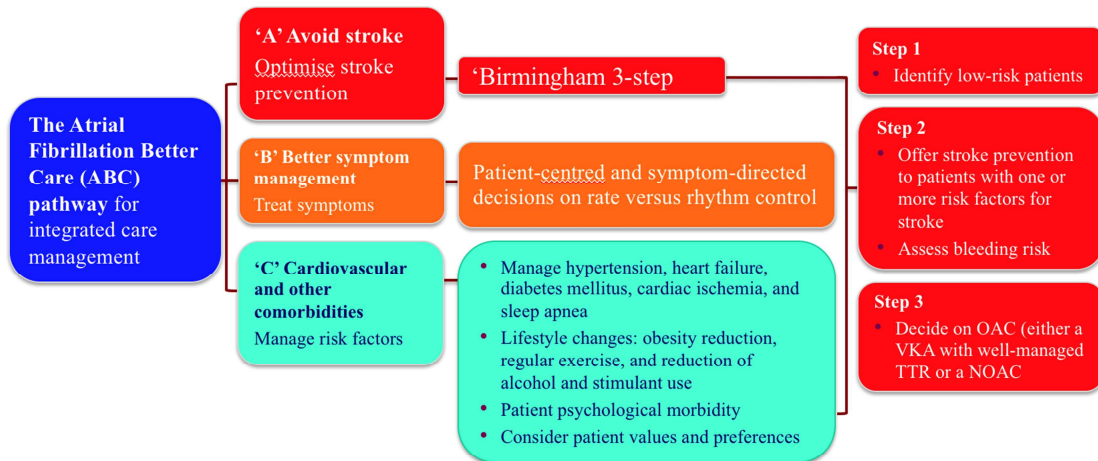 The Atrial
Fibrillation Better
Care (ABC)
pathway for
integrated care
management
‘A’ Avoid stroke
Optimise stroke
prevention
‘Birmingham 3-step
‘B’ Better symptom
management
Treat symptoms
Patient-centred and symptom-directed
decisions on rate versus rhythm control
‘C’ Cardiovascular
and other
comorbidities
Manage risk factors
• Manage hypertension, heart failure,
diabetes mellitus, cardiac ischemia, and
sleep apnea
• Lifestyle changes: obesity reduction,
regular exercise, and reduction of
alcohol and stimulant use
• Patient psychological morbidity
• Consider patient values and preferences
Step 1
• Identify low-risk patients
Step 2
• Offer stroke prevention
to patients with one or
more risk factors for
stroke
• Assess bleeding risk
Step 3
• Decide on OAC (either a
VKA with well-managed
TTR or a NOAC